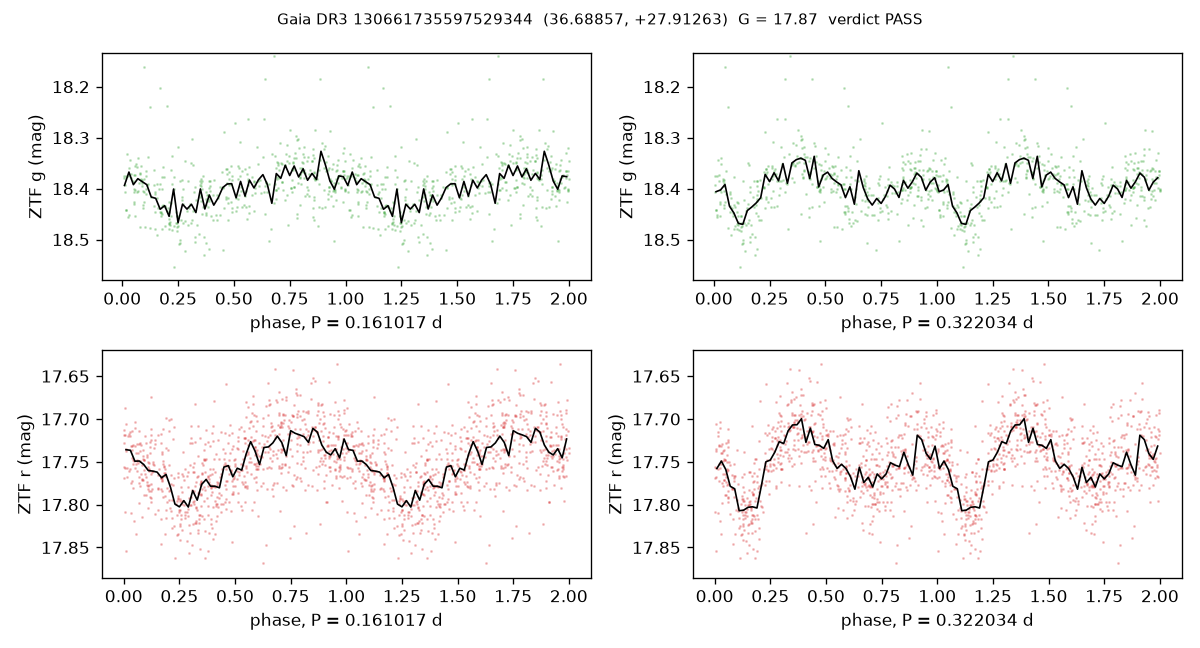 Gaia DR3 130661735597529344 (36.68857, +27.91263) G = 17.87 verdict PASS
ZTF g (mag)
18.2
18.3
18.4
18.5
0.00 0.25 0.50 0.75 1.00 1.25 1.50 1.75 2.00
phase, P = 0.161017 d
ZTF g (mag)
18.2
18.3
18.4
18.5
0.00 0.25 0.50 0.75 1.00 1.25 1.50 1.75 2.00
phase, P = 0.322034 d
ZTF r (mag)
17.65
17.70
17.75
17.80
17.85
0.00 0.25 0.50 0.75 1.00 1.25 1.50 1.75 2.00
phase, P = 0.161017 d
ZTF r (mag)
17.65
17.70
17.75
17.80
17.85
0.00 0.25 0.50 0.75 1.00 1.25 1.50 1.75 2.00
phase, P = 0.322034 d